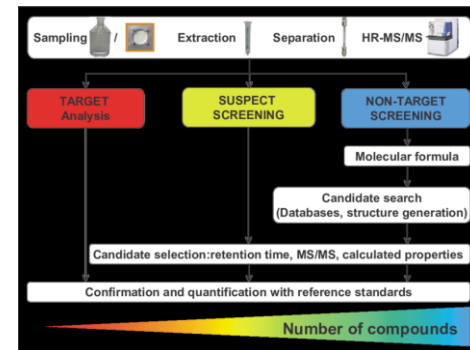 Sampling / Extraction Separation HR-MS/MS
TARGET
Analysis
SUSPECT
SCREENING
NON-TARGET
SCREENING
Molecular formula
Candidate search
(Databases, structure generation)
Candidate selection:retention time, MS/MS, calculated properties
Confirmation and quantification with reference standards
Number of compounds